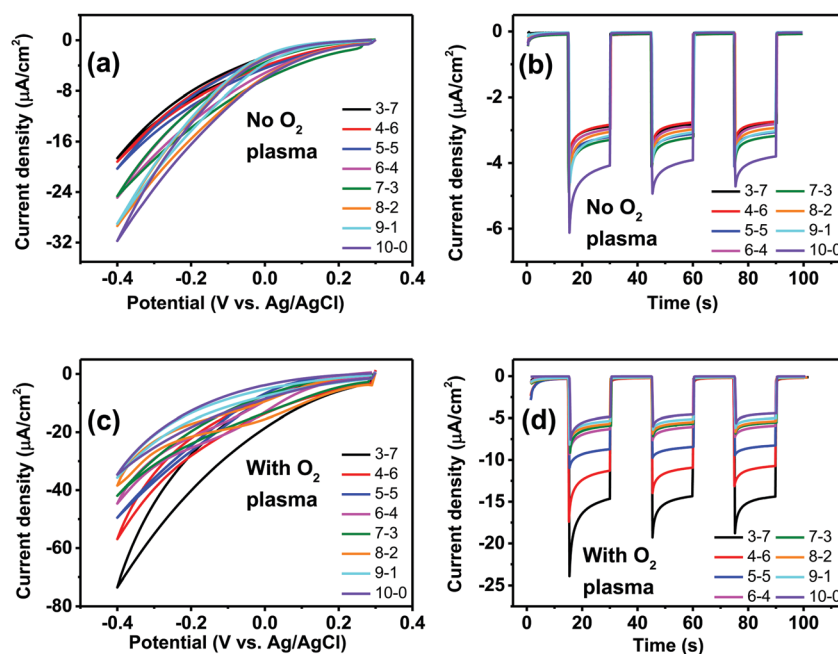 (a)
No O2
plasma
3-7
4-6
5-5
6-4
7-3
8-2
9-1
10-0
0
-8
-16
-24
-32
Current density (μA/cm2)
-0.4 -0.2 0.0 0.2 0.4
Potential (V vs. Ag/AgCl)
(b)
No O2
plasma
3-7 7-3
4-6 8-2
5-5 9-1
6-4 10-0
0
-2
-4
-6
Current density (μA/cm2)
0 20 40 60 80 100
Time (s)
(c)
With O2
plasma
3-7
4-6
5-5
6-4
7-3
8-2
9-1
10-0
0
-20
-40
-60
-80
Current density (μA/cm2)
-0.4 -0.2 0.0 0.2 0.4
Potential (V vs. Ag/AgCl)
(d)
With O2
plasma
3-7 7-3
4-6 8-2
5-5 9-1
6-4 10-0
0
-5
-10
-15
-20
-25
Current density (μA/cm2)
0 20 40 60 80 100
Time (s)